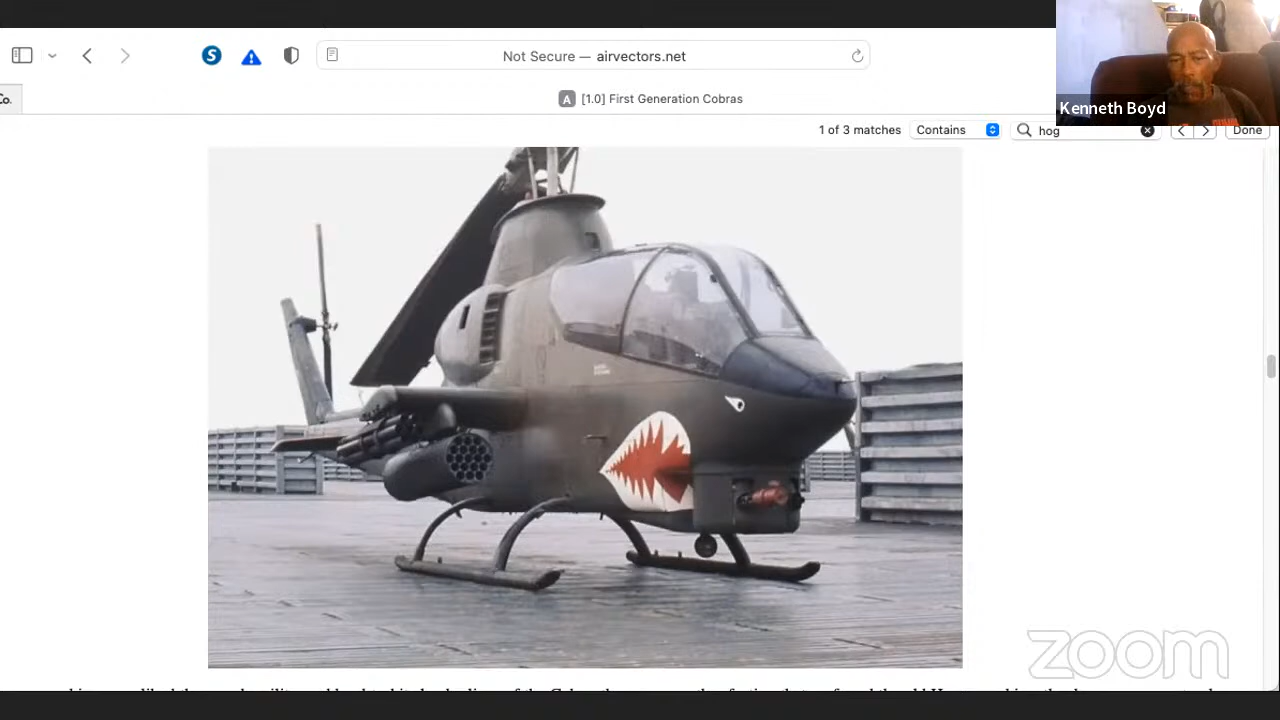 Not Secure — airvectors.net
Co.
A [1.0] First Generation Cobras
1 of 3 matches Contains hog Done
Kenneth Boyd
zoom